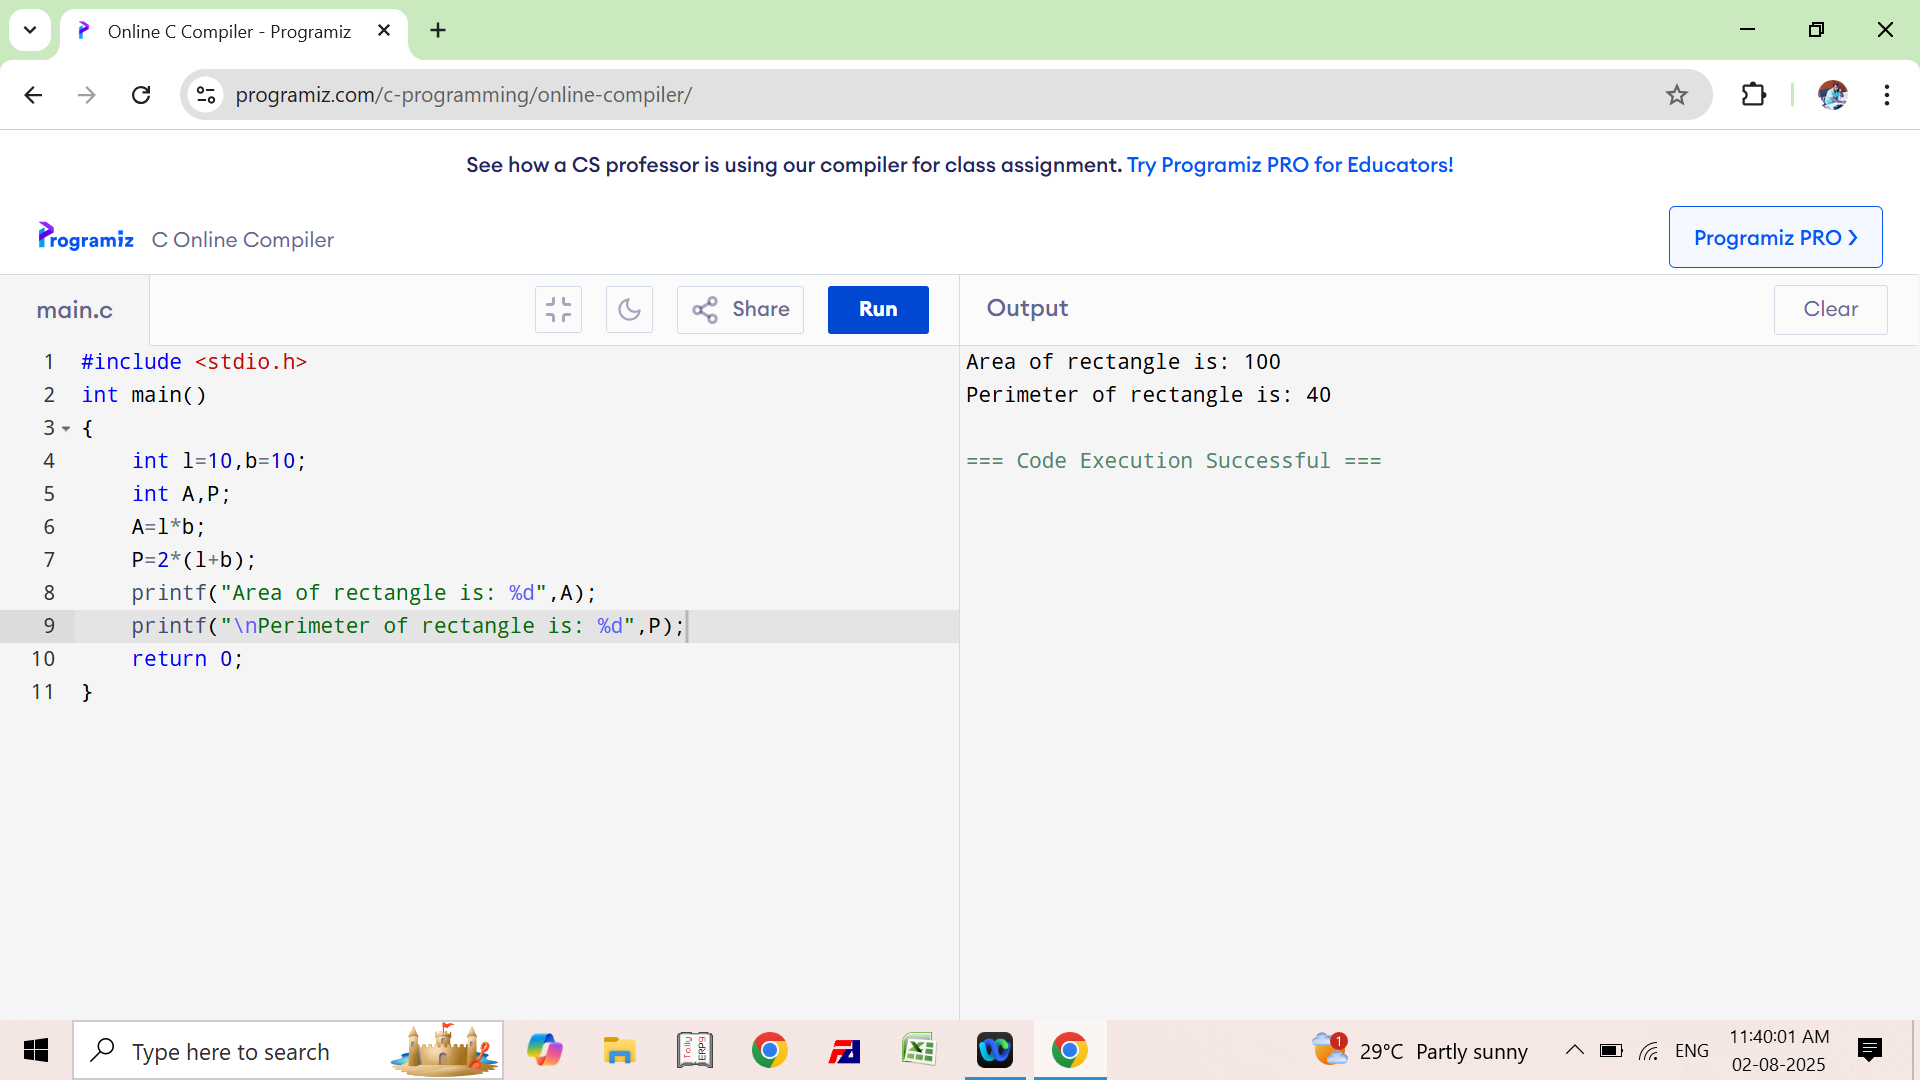 Online C Compiler - Programiz
programiz.com/c-programming/online-compiler/
See how a CS professor is using our compiler for class assignment. Try Programiz PRO for Educators!
Programiz C Online Compiler
Programiz PRO ❯
main.c
Share
Run
Output
Clear
1 #include <stdio.h>
2 int main()
3 {
4     int l=10,b=10;
5     int A,P;
6     A=l*b;
7     P=2*(l+b);
8     printf("Area of rectangle is: %d",A);
9     printf("\nPerimeter of rectangle is: %d",P);
10     return 0;
11 }
Area of rectangle is: 100
Perimeter of rectangle is: 40
=== Code Execution Successful ===
Type here to search
Tally
ERP9
1
29°C Partly sunny
ENG
11:40:01 AM
02-08-2025